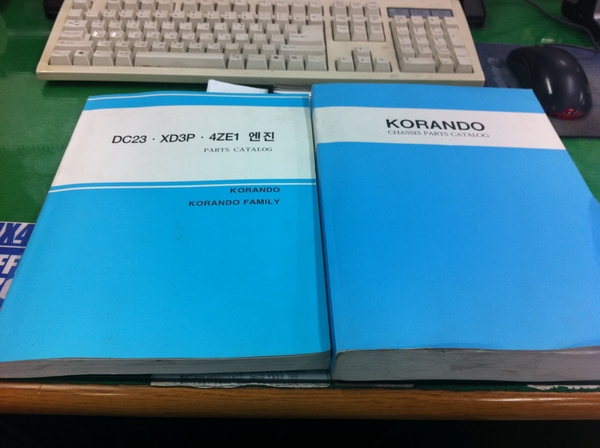 DC23 · XD3P · 4ZE1 엔진
PARTS CATALOG
KORANDO
KORANDO FAMILY
KORANDO
CHASSIS PARTS CATALOG